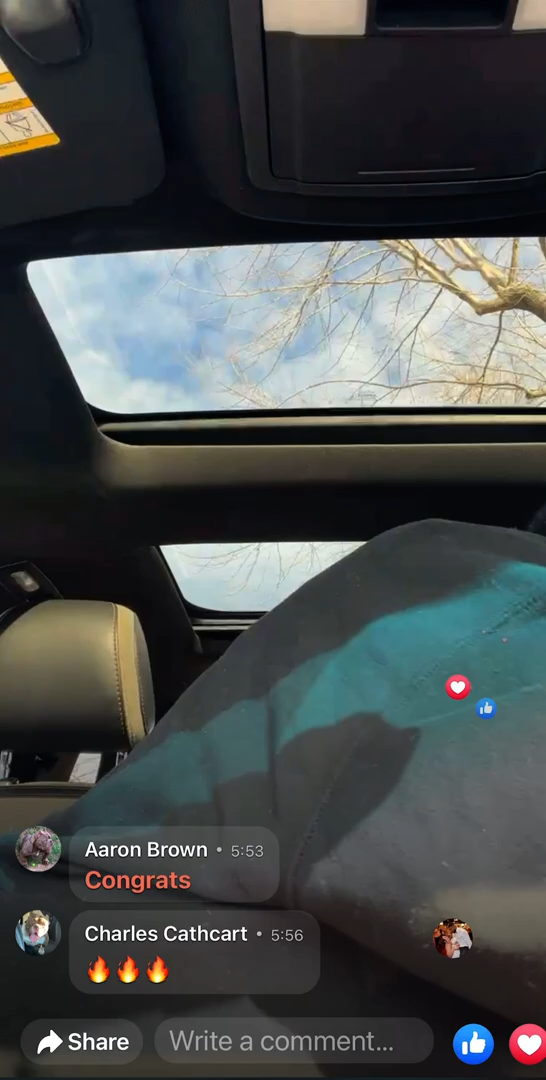 Aaron Brown • 5:53
Congrats
Charles Cathcart • 5:56
🔥🔥🔥
Share
Write a comment...